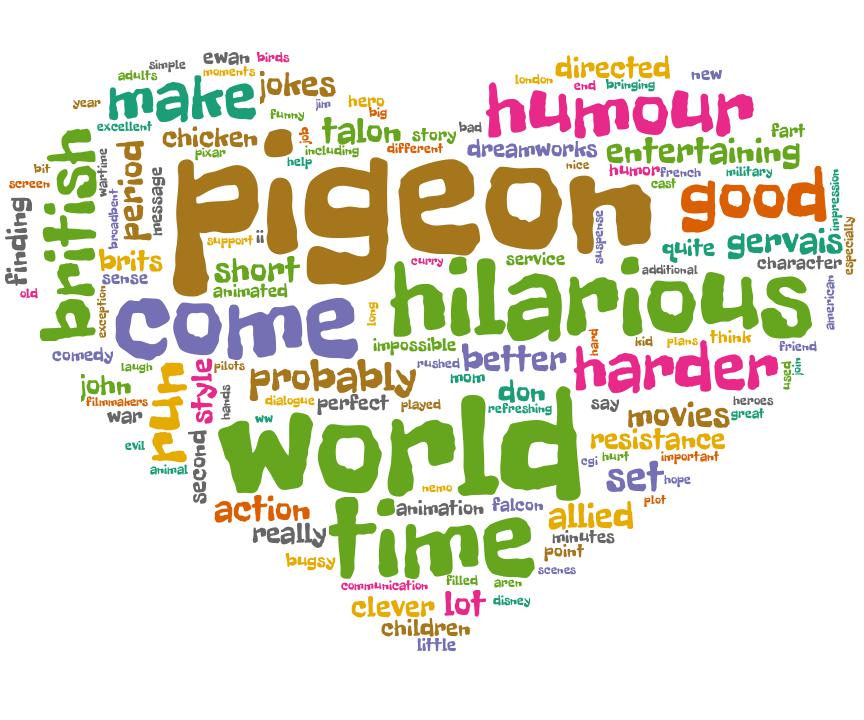 simple
ewan
birds
adults
moments
make
jokes
year
jim
hero
big
excellent
funny
chicken
job
talon
story
pixar
including
different
help
london
directed
new
end
bringing
humour
bad
fart
dreamworks
entertaining
nice
humor
french
military
cast
bit
screen
british
wartime
period
message
broadbent
pigeon
good
impression
finding
brits
sense
support
ii
suspense
quite
gervais
especially
character
old
exception
short
animated
curry
service
additional
american
come
long
hilarious
impossible
hard
kid
plans
think
friend
comedy
laugh
pilots
rushed
better
harder
used
join
john
run
style
probably
mom
don
refreshing
filmmakers
war
hands
dialogue
perfect
played
say
heroes
movies
great
ww
evil
animal
second
world
resistance
cgi
hurt
important
nemo
set
hope
plot
action
animation
falcon
allied
really
time
minutes
point
bugsy
scenes
communication
filled
aren
clever
lot
disney
children
little